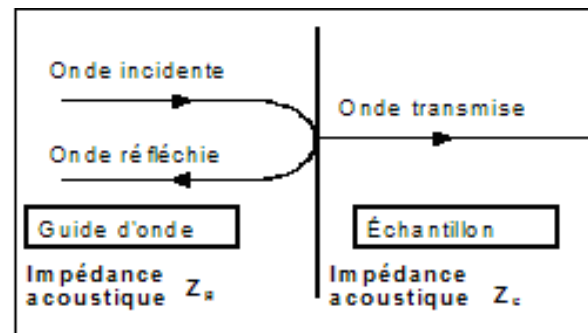 Onde incidente
Onde transmise
Onde réfléchie
Guide d'onde
Échantillon
Impédance
acoustique Z
Impédance
acoustique Z